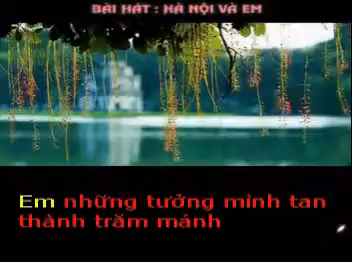 BÀI HÁT : HÀ NỘI VÀ EM
Em những tưởng mình tan
thành trăm mảnh